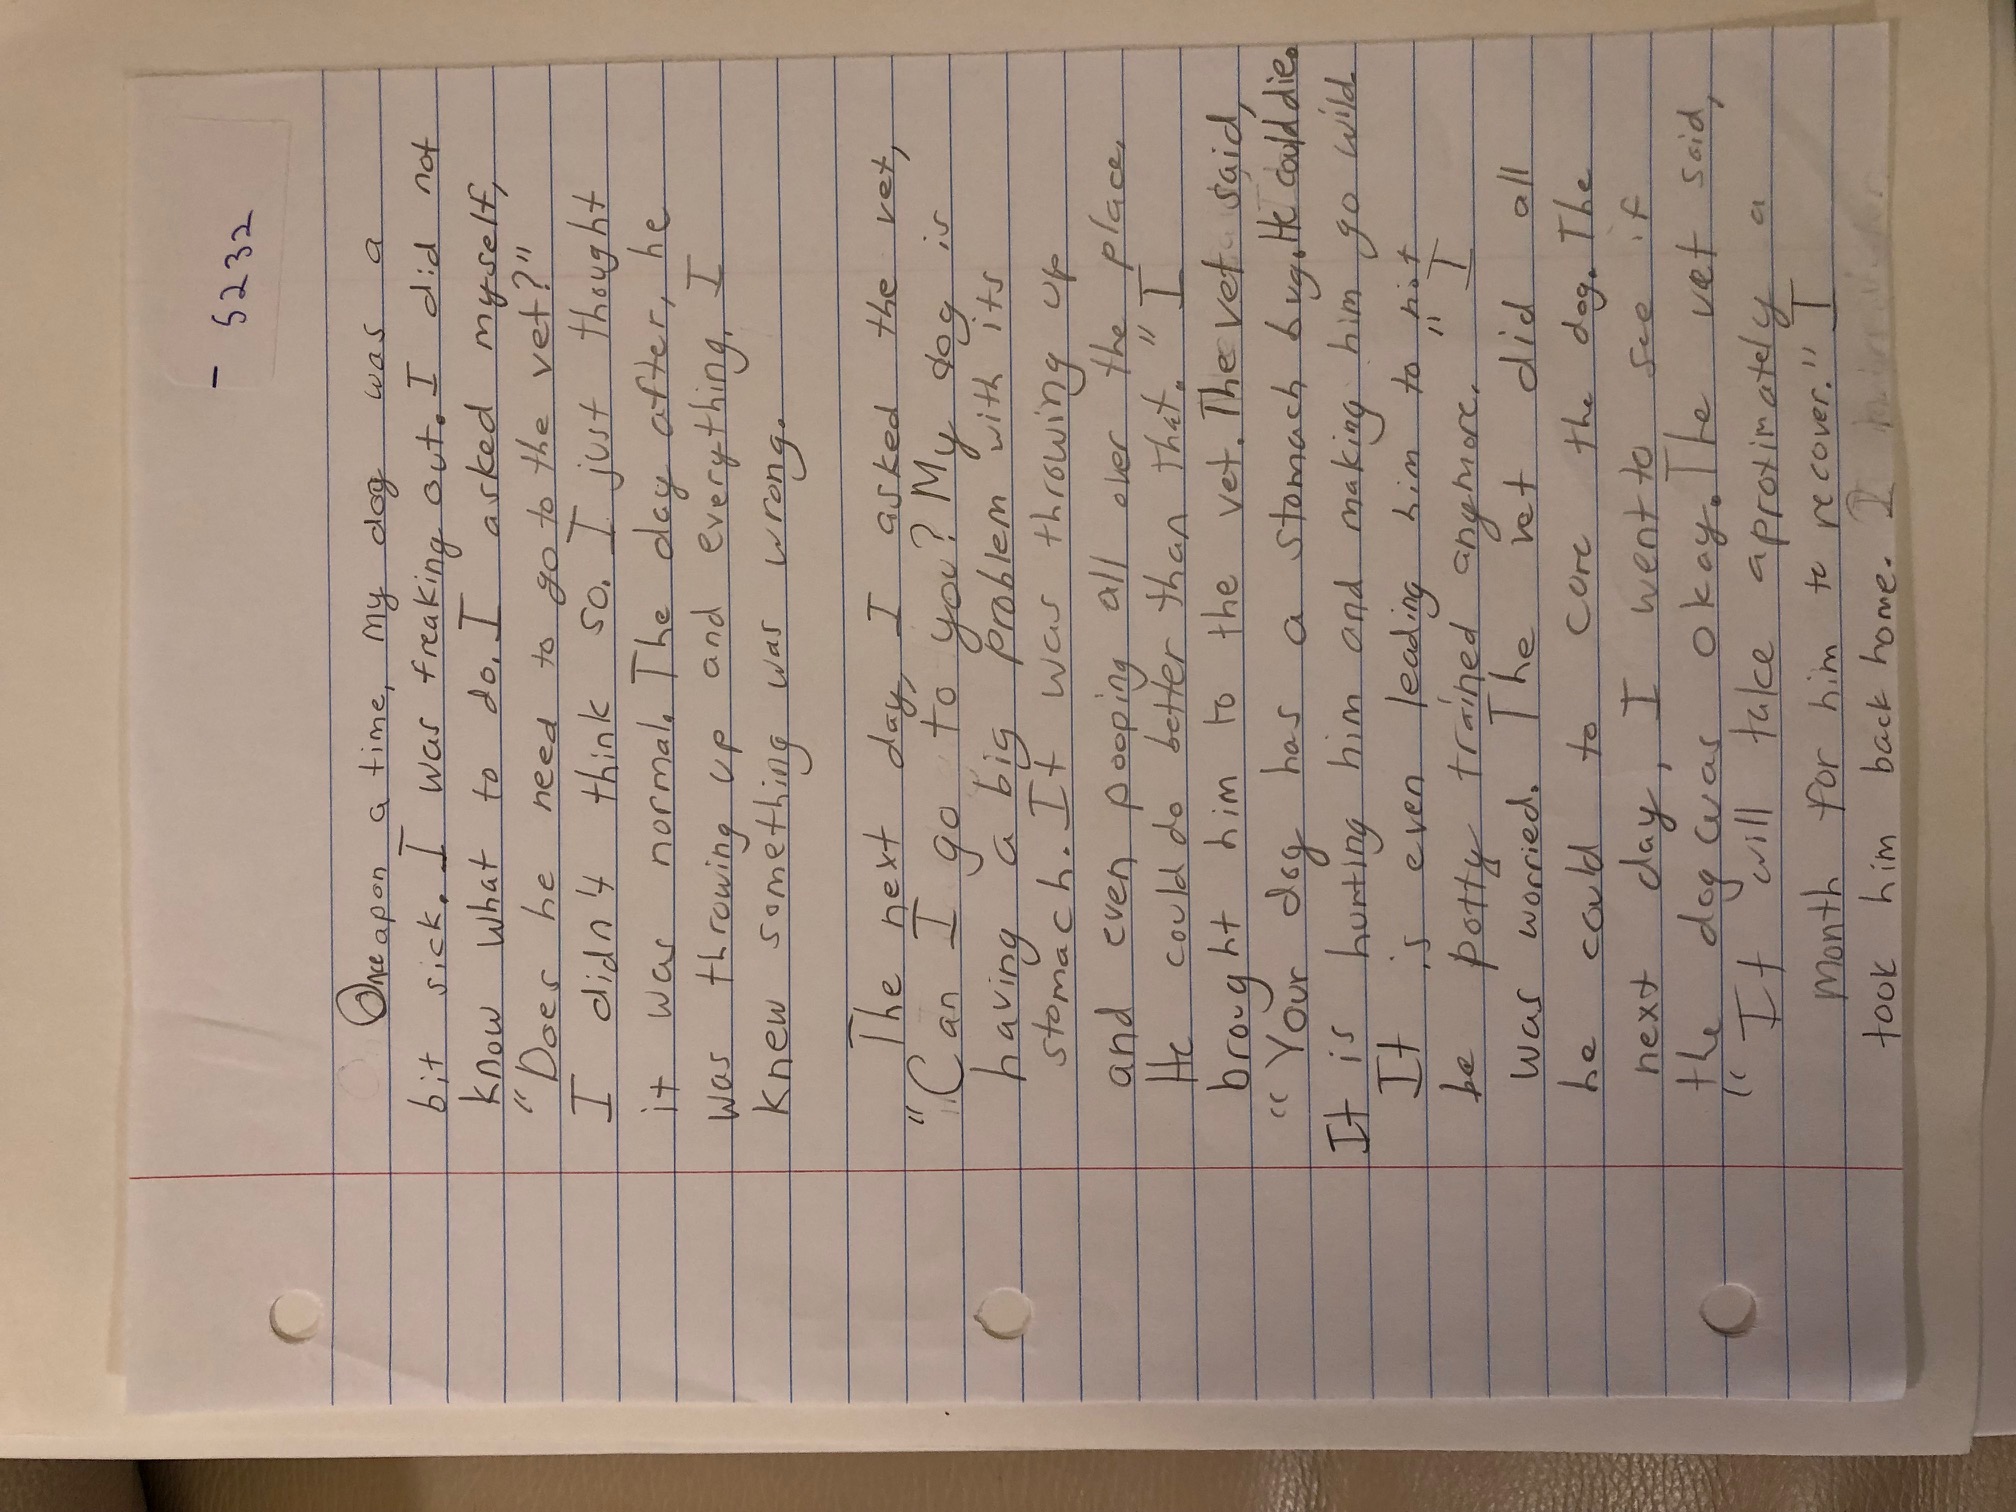 - 5232
Once apon a time, my dog was a
bit sick. I was freaking out. I did not
know what to do. I asked myself,
"Does he need to go to the vet?"
I didn't think so. I just thought
it was normal. The day after, he
was throwing up and everything. I
knew something was wrong.
The next day, I asked the vet,
"Can I go to you? My dog is
having a big problem with its
stomach. It was throwing up
and even pooping all over the place.
He could do better than that." I
brought him to the vet. The vet said,
"Your dog has a stomach bug. He could die.
It is hurting him and making him go wild
It is even leading him to not
be potty trained anymore." I
was worried. The vet did all
he could to cure the dog. The
next day, I went to see if
the dog was okay. The vet said,
"It will take aproximately a
month for him to recover." I
took him back home. I